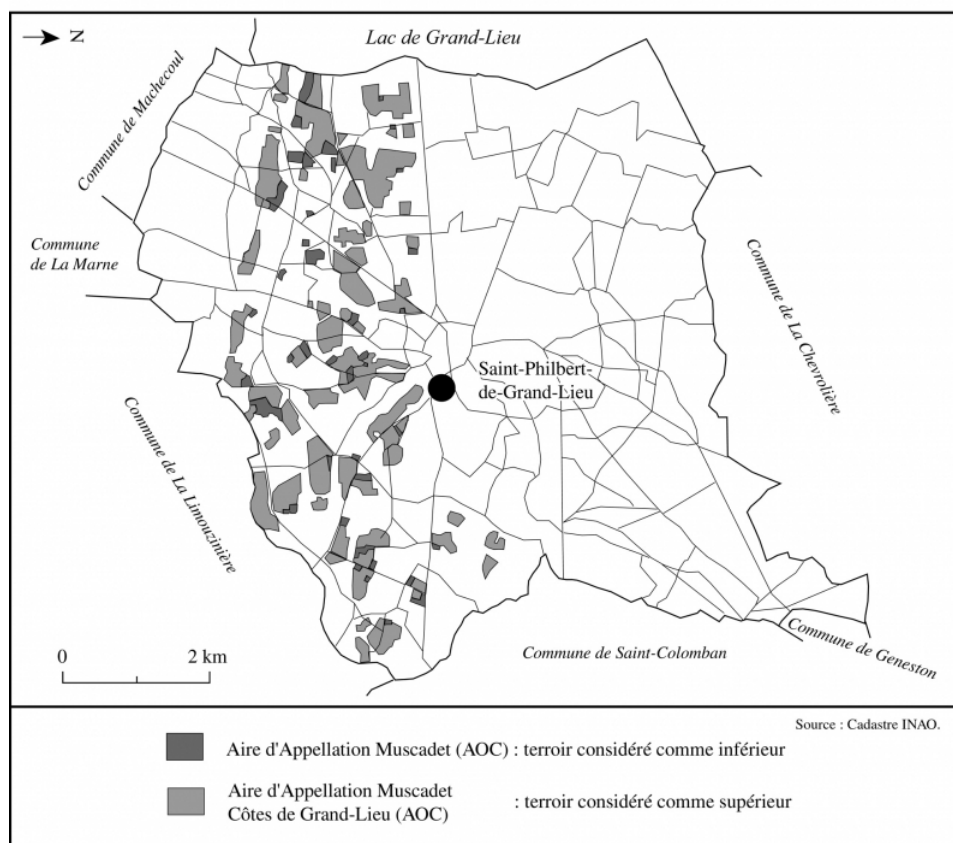 N
Lac de Grand-Lieu
Commune de Machecoul
Commune
de La Marne
Commune de La Chevrolière
Saint-Philbert-
de-Grand-Lieu
Commune de La Limouzinière
Commune de Geneston
Commune de Saint-Colomban
0 2 km
Source : Cadastre INAO.
Aire d'Appellation Muscadet (AOC) : terroir considéré comme inférieur
Aire d'Appellation Muscadet
Côtes de Grand-Lieu (AOC) : terroir considéré comme supérieur